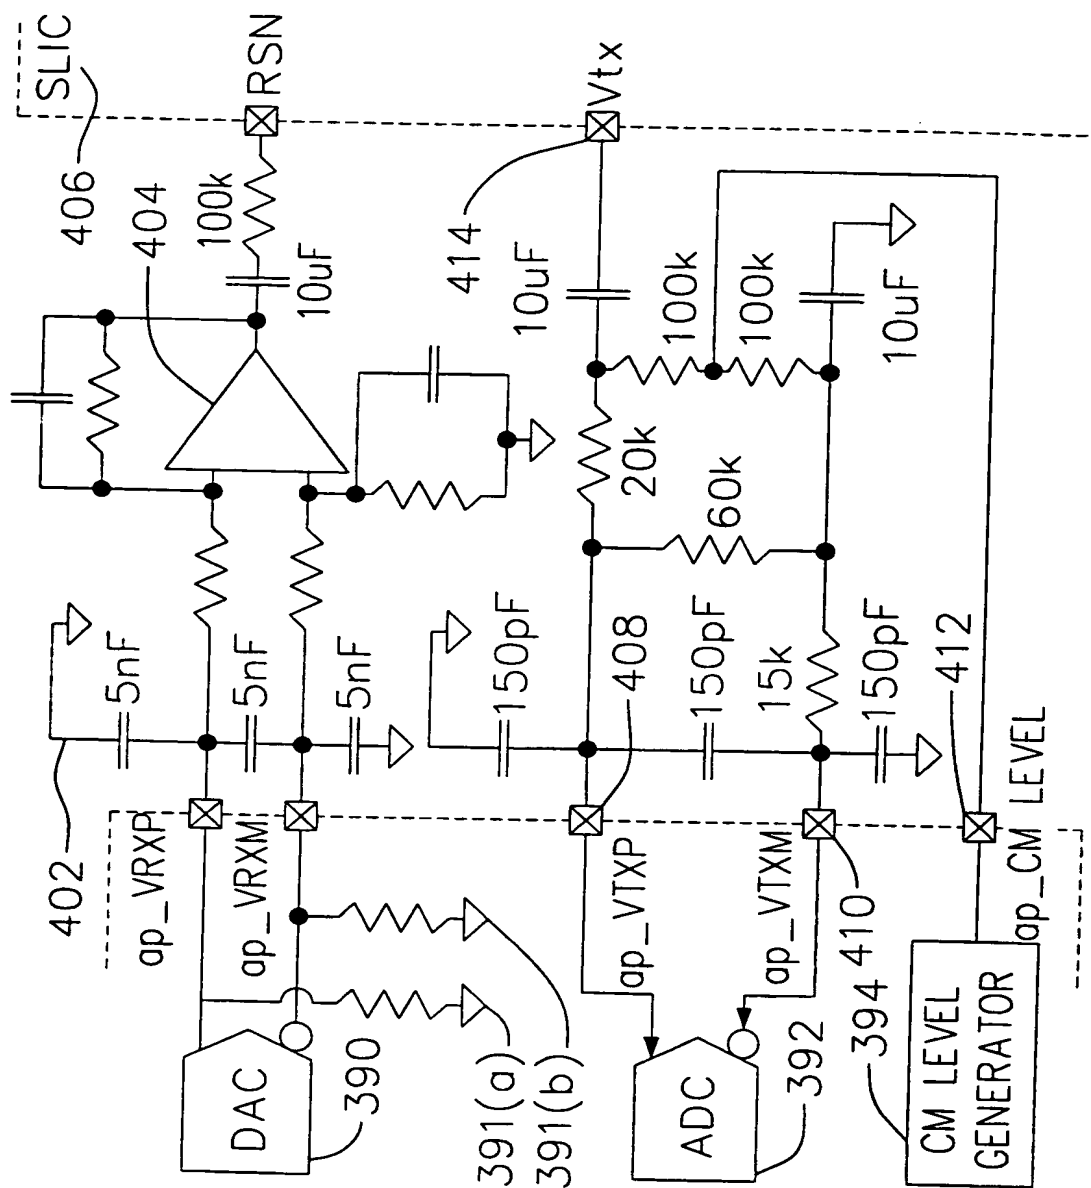 SLIC
406
404
RSN
100k
10uF
402
5nF
5nF
5nF
ap_VRXP
ap_VRXM
DAC
390
391(a)
391(b)
Vtx
414
10uF
100k
100k
10uF
20k
60k
150pF
150pF
15k
150pF
408
412
ap_VTXP
ap_VTXM
410
ADC
392
394
ap_CM LEVEL
CM LEVEL
GENERATOR